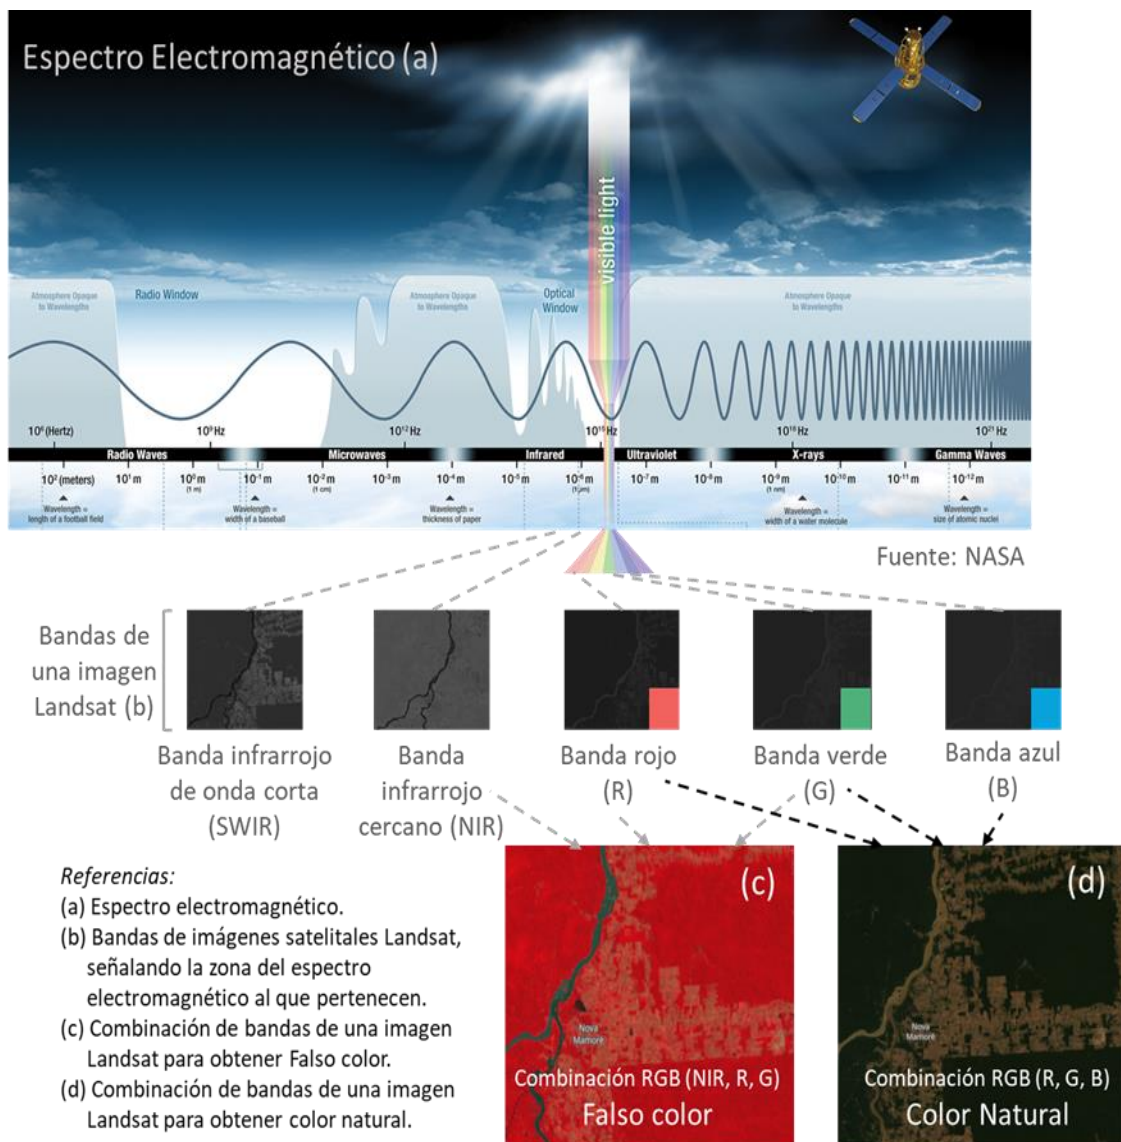 Espectro Electromagnético (a)
visible light
Atmosphere Opaque
to Wavelengths
Radio Window
Atmosphere Opaque
to Wavelengths
Optical
Window
Atmosphere Opaque
to Wavelengths
10⁶ (Hertz)
10⁹ Hz
10¹² Hz
10¹⁵ Hz
10¹⁸ Hz
10²¹ Hz
Radio Waves
Microwaves
Infrared
Ultraviolet
X-rays
Gamma Waves
10² (meters)
10¹ m
10⁰ m
(1 m)
10⁻¹ m
10⁻² m
(1 cm)
10⁻³ m
10⁻⁴ m
10⁻⁵ m
10⁻⁶ m
(1 µm)
10⁻⁷ m
10⁻⁸ m
10⁻⁹ m
(1 nm)
10⁻¹⁰ m
10⁻¹¹ m
10⁻¹² m
Wavelength =
length of a football field
Wavelength =
width of a baseball
Wavelength =
thickness of paper
Wavelength =
width of a water molecule
Wavelength =
size of atomic nuclei
Fuente: NASA
Bandas de
una imagen
Landsat (b)
Banda infrarrojo
de onda corta
(SWIR)
Banda
infrarrojo
cercano (NIR)
Banda rojo
(R)
Banda verde
(G)
Banda azul
(B)
Referencias:
(a) Espectro electromagnético.
(b) Bandas de imágenes satelitales Landsat,
señalando la zona del espectro
electromagnético al que pertenecen.
(c) Combinación de bandas de una imagen
Landsat para obtener Falso color.
(d) Combinación de bandas de una imagen
Landsat para obtener color natural.
(c)
Nova
Mamoré
Combinación RGB (NIR, R, G)
Falso color
(d)
Nova
Mamoré
Combinación RGB (R, G, B)
Color Natural